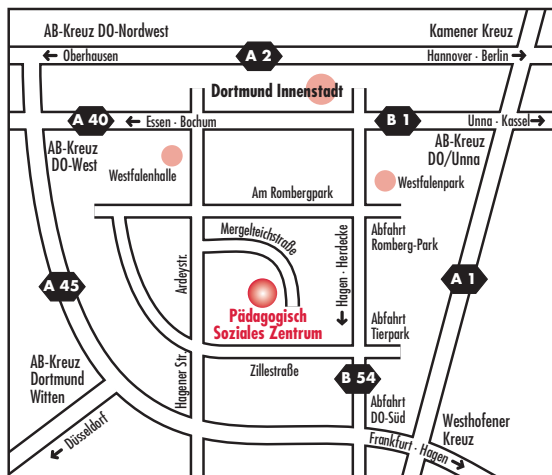 AB-Kreuz DO-Nordwest
Kamener Kreuz
← Oberhausen
A 2
Hannover · Berlin →
Dortmund Innenstadt
A 40
← Essen · Bochum
B 1
Unna · Kassel →
AB-Kreuz
DO-West
AB-Kreuz
DO/Unna
Westfalenhalle
Westfalenpark
Am Rombergpark
Mergelteichstraße
Ardeystr.
← Hagen · Herdecke
Abfahrt
Romberg-Park
A 45
A 1
Pädagogisch
Soziales Zentrum
Abfahrt
Tierpark
Hagener Str.
Zillestraße
B 54
AB-Kreuz
Dortmund
Witten
Abfahrt
DO-Süd
Westhofener
Kreuz
← Düsseldorf
Frankfurt · Hagen →